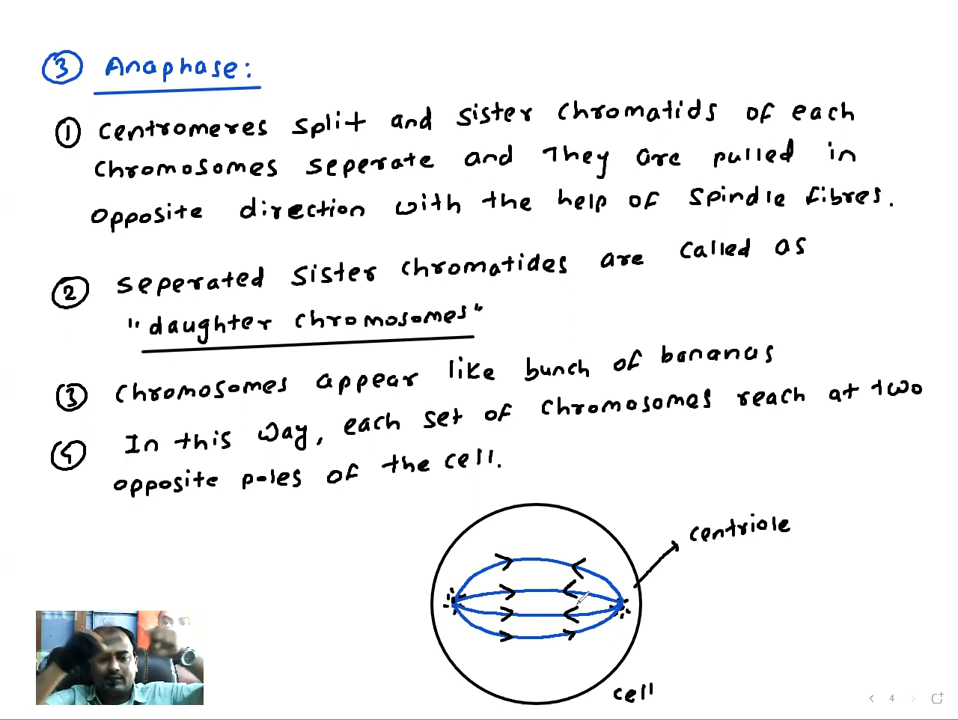 ③ Anaphase:
① Centromeres split and sister chromatids of each
chromosomes seperate and they are pulled in
opposite direction with the help of spindle fibres.
② Seperated sister chromatides are called as
"daughter chromosomes"
③ Chromosomes appear like bunch of bananas
④ In this way, each set of chromosomes reach at two
opposite poles of the cell.
centriole
cell
4